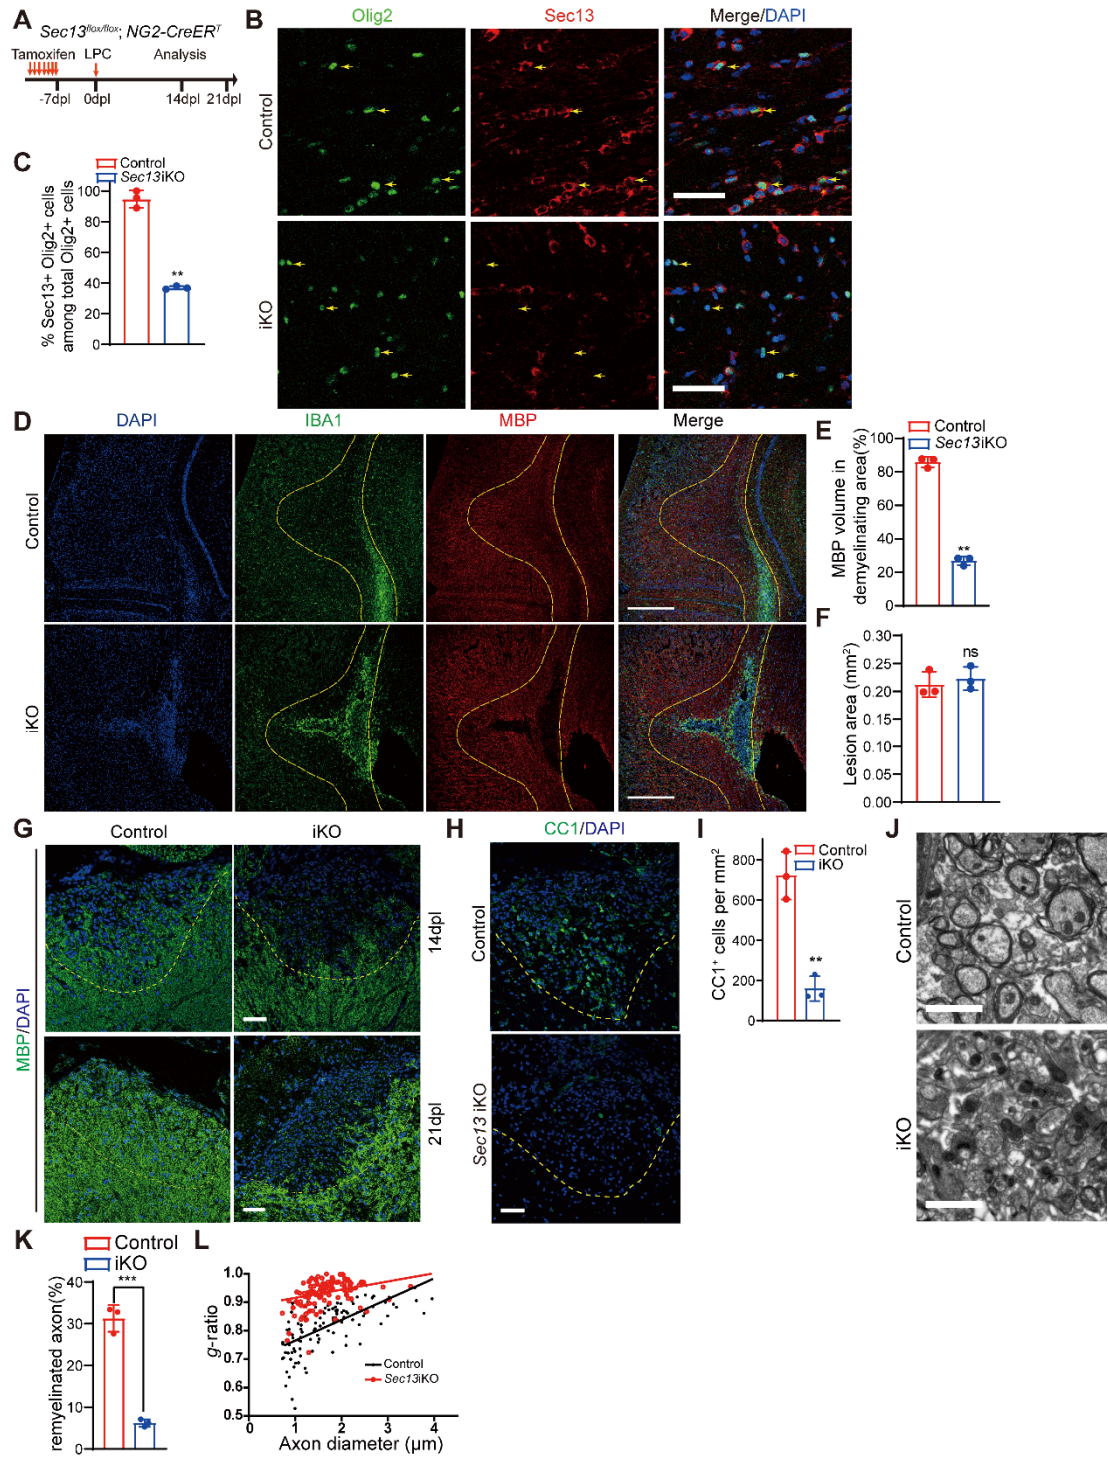 A
Sec13flox/flox; NG2-CreERT
Tamoxifen LPC Analysis
-7dpl 0dpl 14dpl 21dpl
B
Olig2 Sec13 Merge/DAPI
Control
iKO
C
Control
Sec13iKO
% Sec13+ Olig2+ cells
among total Olig2+ cells
100
80
60
40
20
0
**
D
DAPI IBA1 MBP Merge
Control
iKO
E
Control
Sec13iKO
MBP volume in
demyelinating area(%)
100
80
60
40
20
0
**
F
Lesion area (mm2)
0.30
0.25
0.20
0.15
0.10
0.05
0.00
ns
G
Control iKO
MBP/DAPI
14dpl
21dpl
H
CC1/DAPI
Control
Sec13 iKO
I
Control
iKO
CC1+ cells per mm2
800
600
400
200
0
**
J
Control
iKO
K
Control
iKO
remyelinated axon(%)
40
30
20
10
0
***
L
g-ratio
1.0
0.9
0.8
0.7
0.6
0.5
Control
Sec13iKO
0 1 2 3 4
Axon diameter (µm)